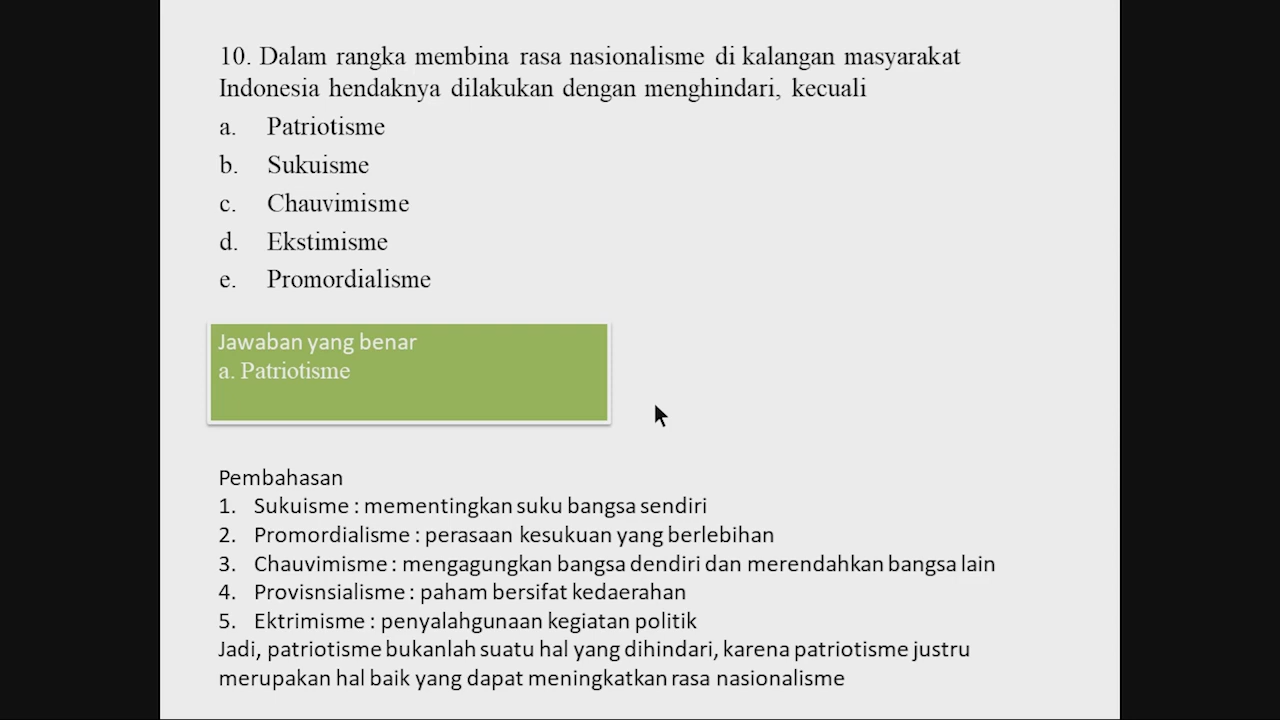 10. Dalam rangka membina rasa nasionalisme di kalangan masyarakat
Indonesia hendaknya dilakukan dengan menghindari, kecuali
a. Patriotisme
b. Sukuisme
c. Chauvimisme
d. Ekstimisme
e. Promordialisme
Jawaban yang benar
a. Patriotisme
Pembahasan
1. Sukuisme : mementingkan suku bangsa sendiri
2. Promordialisme : perasaan kesukuan yang berlebihan
3. Chauvimisme : mengagungkan bangsa dendiri dan merendahkan bangsa lain
4. Provisnsialisme : paham bersifat kedaerahan
5. Ektrimisme : penyalahgunaan kegiatan politik
Jadi, patriotisme bukanlah suatu hal yang dihindari, karena patriotisme justru
merupakan hal baik yang dapat meningkatkan rasa nasionalisme